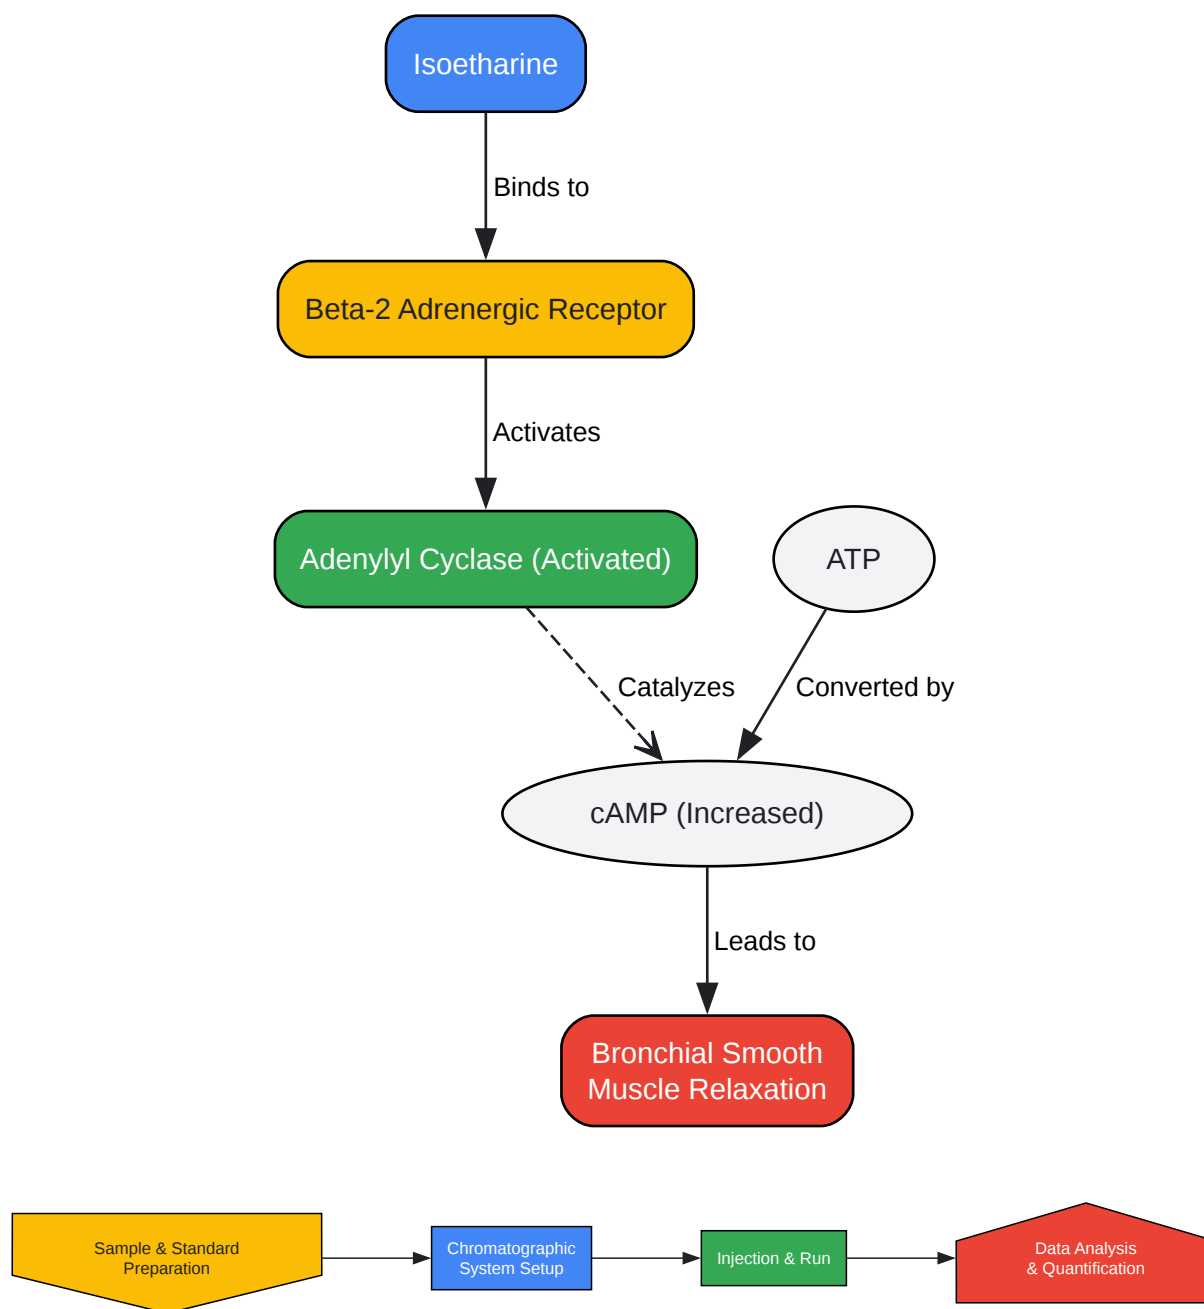 Isoetharine
Binds to
Beta-2 Adrenergic Receptor
Activates
Adenylyl Cyclase (Activated)
ATP
Catalyzes
Converted by
cAMP (Increased)
Leads to
Bronchial Smooth
Muscle Relaxation
Sample & Standard
Preparation
Chromatographic
System Setup
Injection & Run
Data Analysis
& Quantification